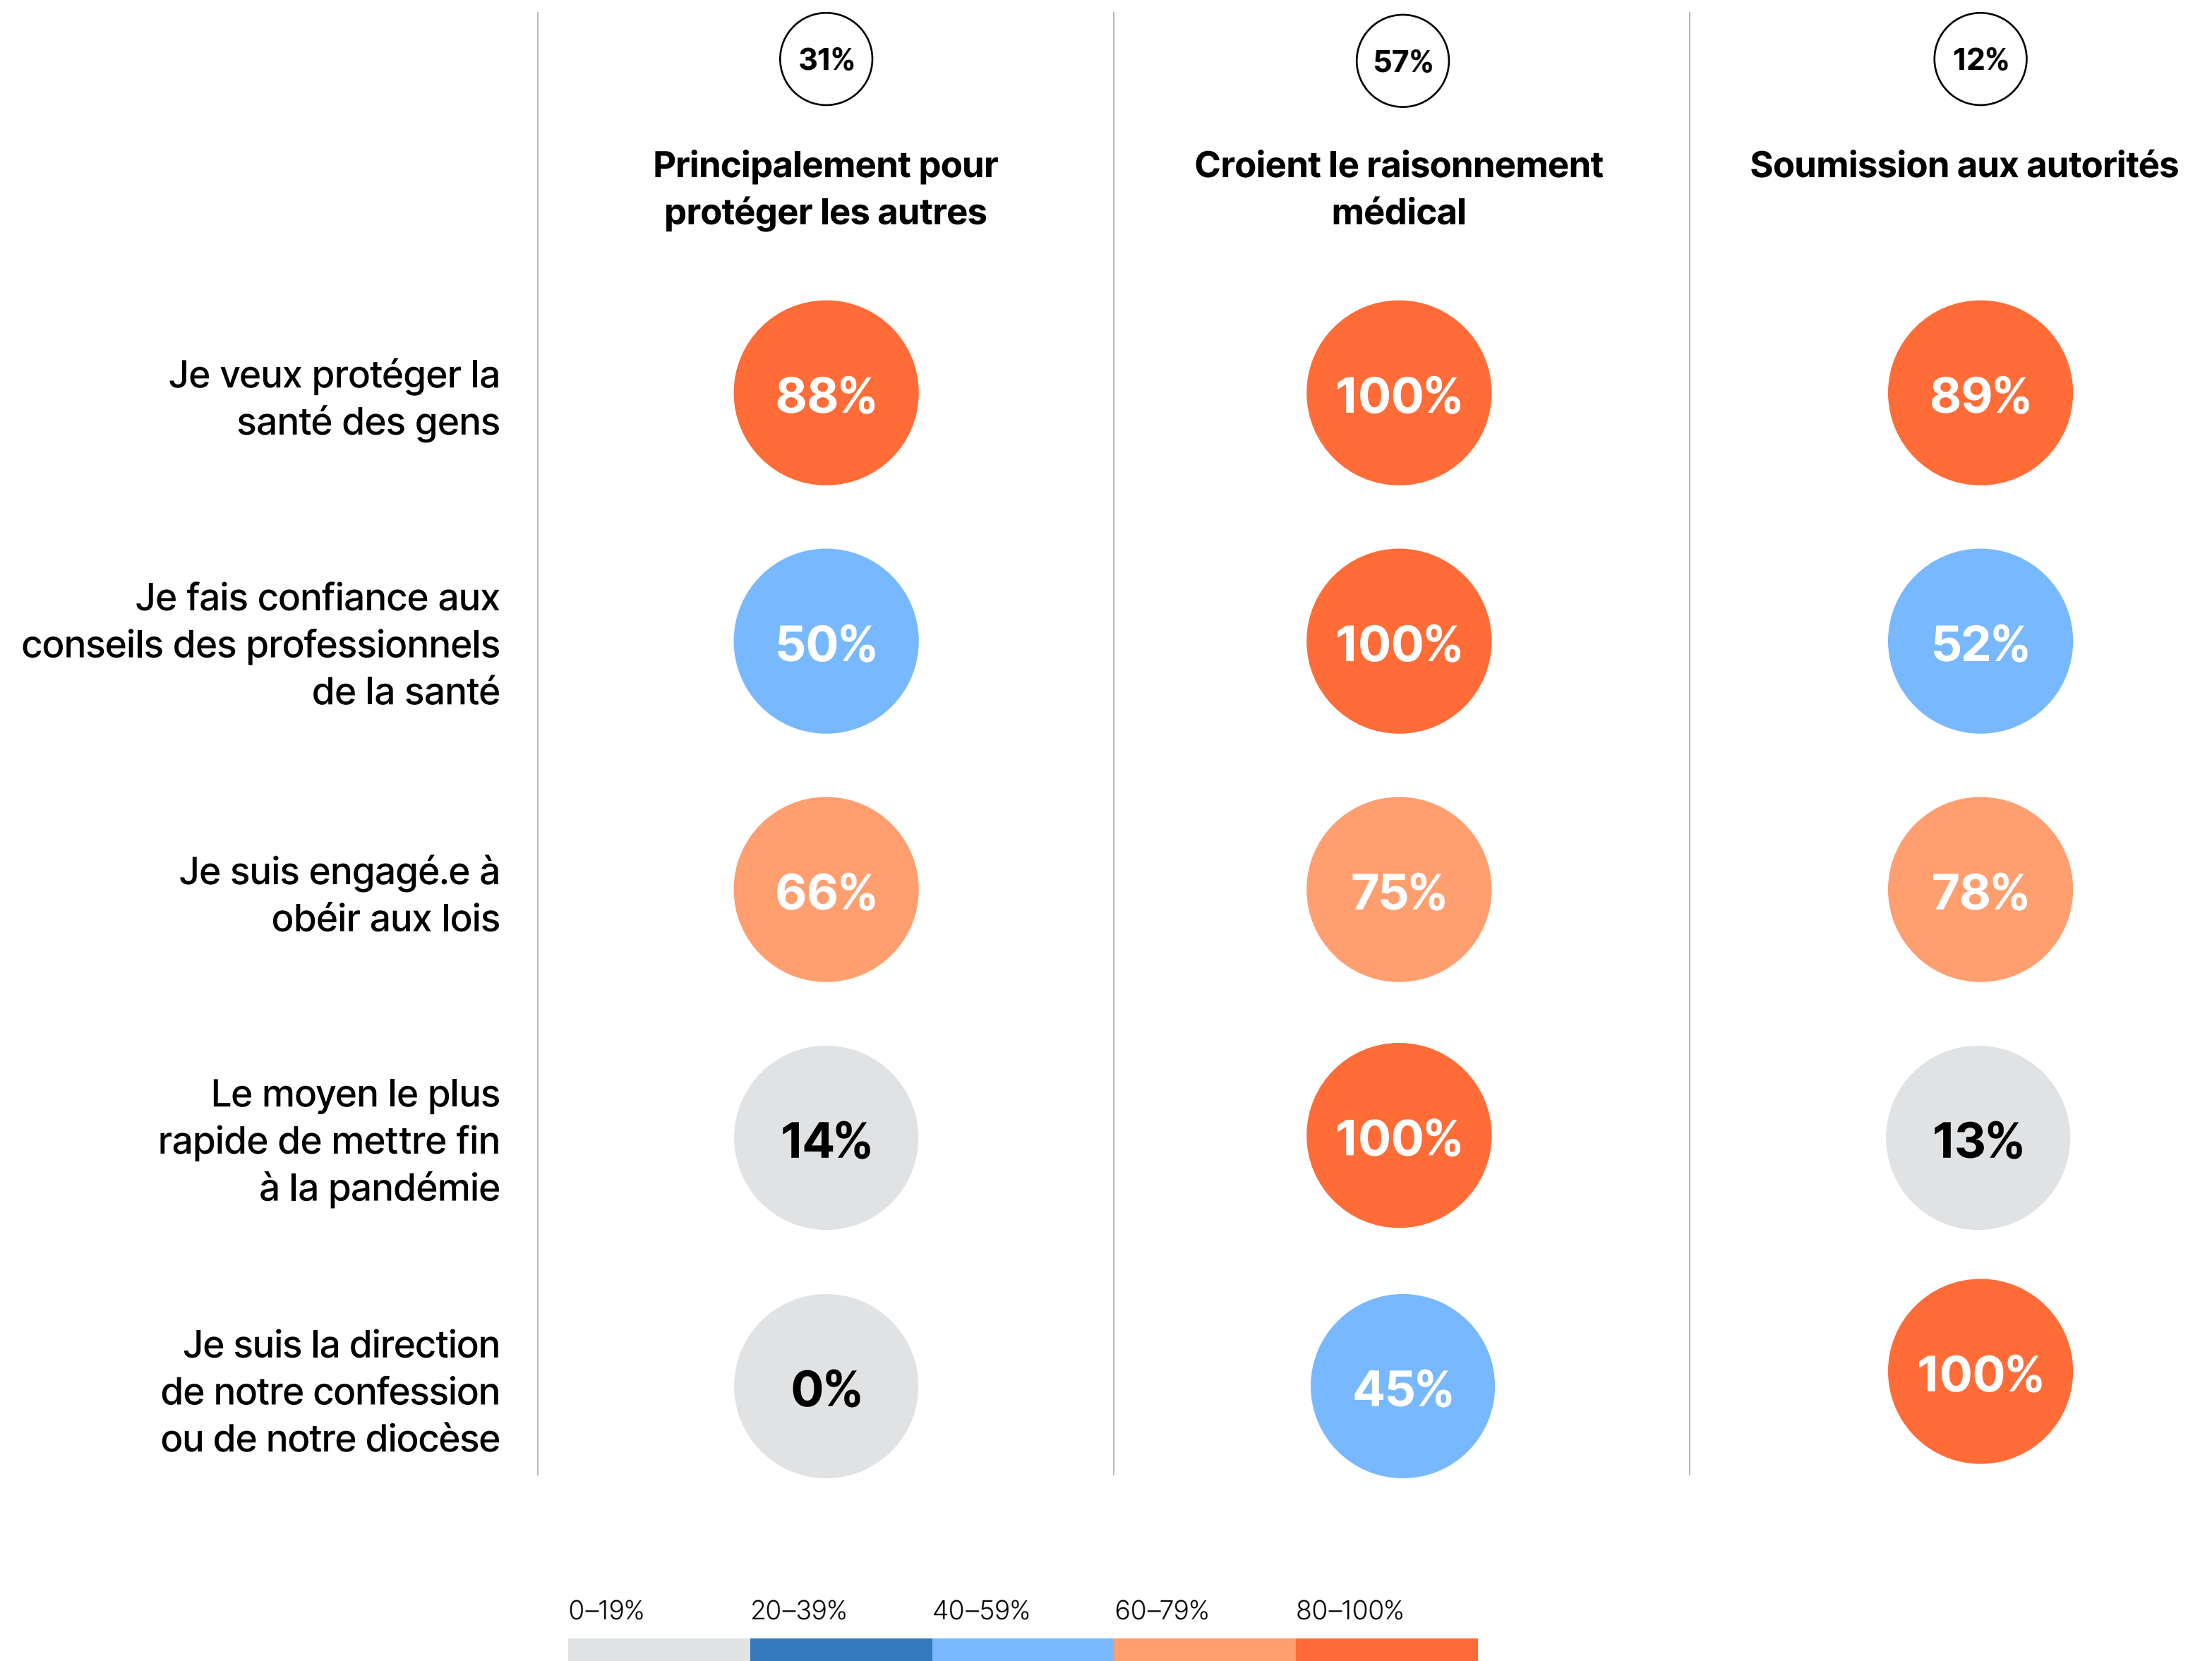 31%
57%
12%
Principalement pour
protéger les autres
Croient le raisonnement
médical
Soumission aux autorités
Je veux protéger la
santé des gens
88%
100%
89%
Je fais confiance aux
conseils des professionnels
de la santé
50%
100%
52%
Je suis engagé.e à
obéir aux lois
66%
75%
78%
Le moyen le plus
rapide de mettre fin
à la pandémie
14%
100%
13%
Je suis la direction
de notre confession
ou de notre diocèse
0%
45%
100%
0–19%
20–39%
40–59%
60–79%
80–100%